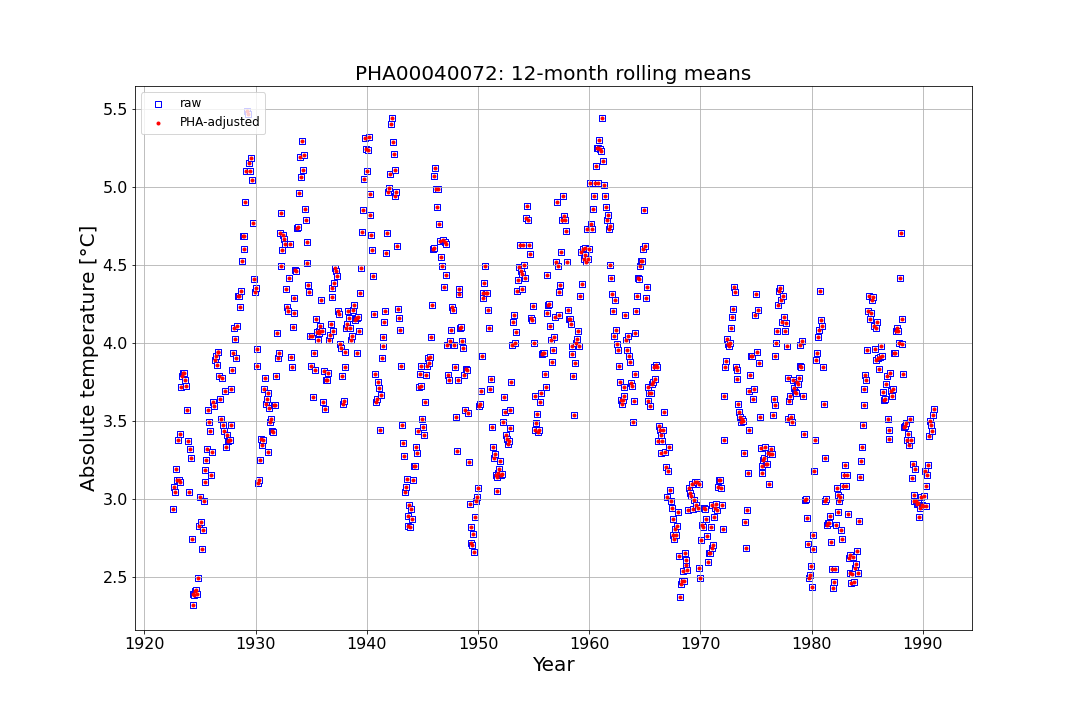 PHA00040072: 12-month rolling means
raw
PHA-adjusted
Absolute temperature [°C]
5.5
5.0
4.5
4.0
3.5
3.0
2.5
1920 1930 1940 1950 1960 1970 1980 1990
Year